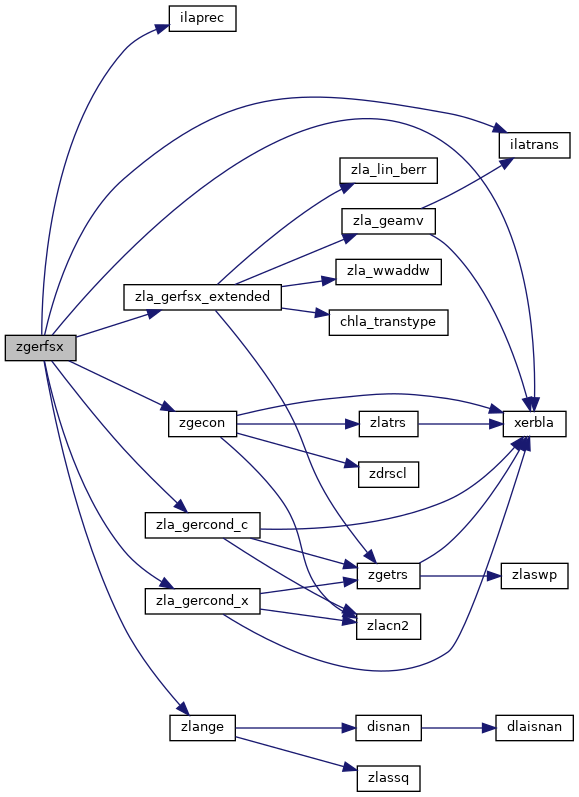 ilaprec
ilatrans
zla_lin_berr
zla_geamv
zla_wwaddw
zla_gerfsx_extended
chla_transtype
zgerfsx
zgecon
zlatrs
xerbla
zdrscl
zla_gercond_c
zgetrs
zlaswp
zla_gercond_x
zlacn2
zlange
disnan
dlaisnan
zlassq